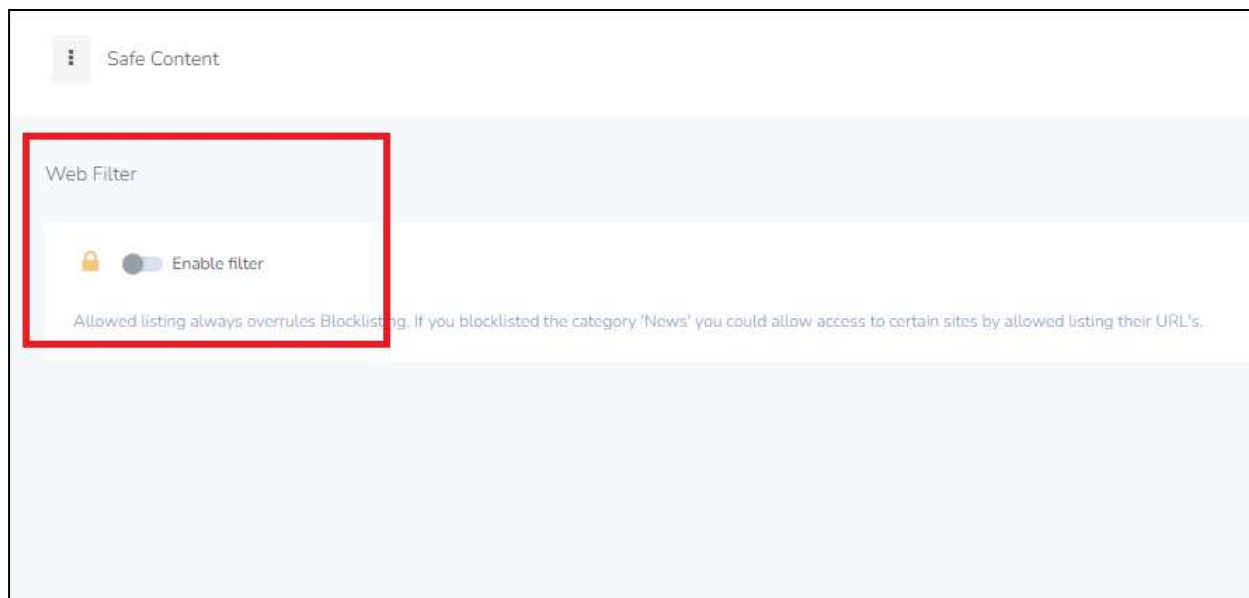 Safe Content
Web Filter
Enable filter
Allowed listing always overrules Blocklisting. If you blocklisted the category 'News' you could allow access to certain sites by allowed listing their URL's.